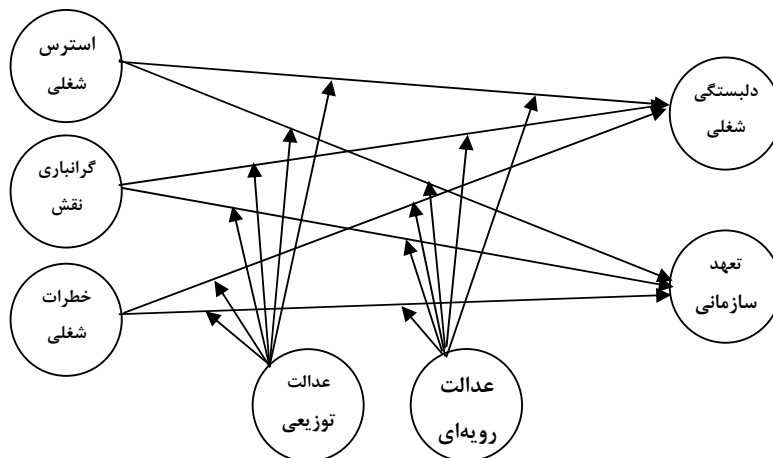 استرس
شغلی
دلبستگی
شغلی
گرانباری
نقش
تعهد
سازمانی
خطرات
شغلی
عدالت
توزیعی
عدالت
رویه‌ای